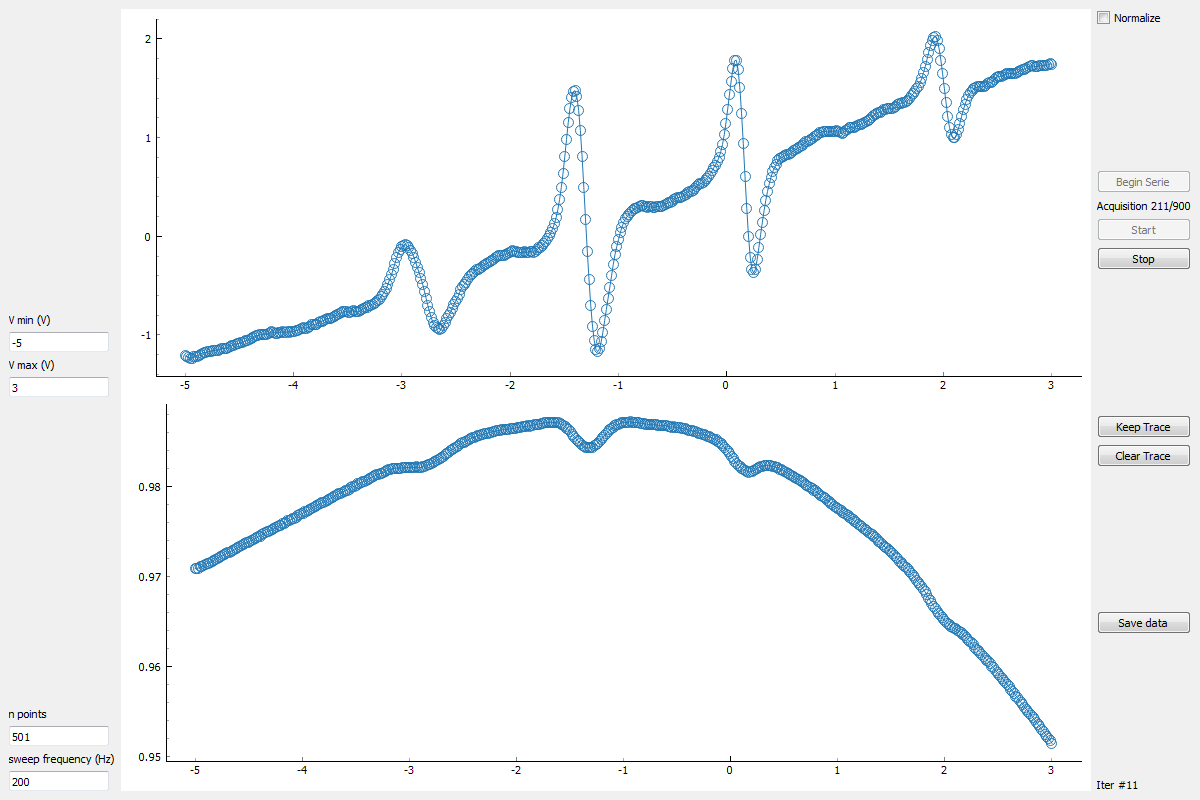 Normalize
2
1
0
-1
-5
-4
-3
-2
-1
0
1
2
3
Begin Serie
Acquisition 211/900
Start
Stop
V min (V)
-5
V max (V)
3
0.98
0.97
0.96
0.95
-5
-4
-3
-2
-1
0
1
2
3
Keep Trace
Clear Trace
Save data
n points
501
sweep frequency (Hz)
200
Iter #11